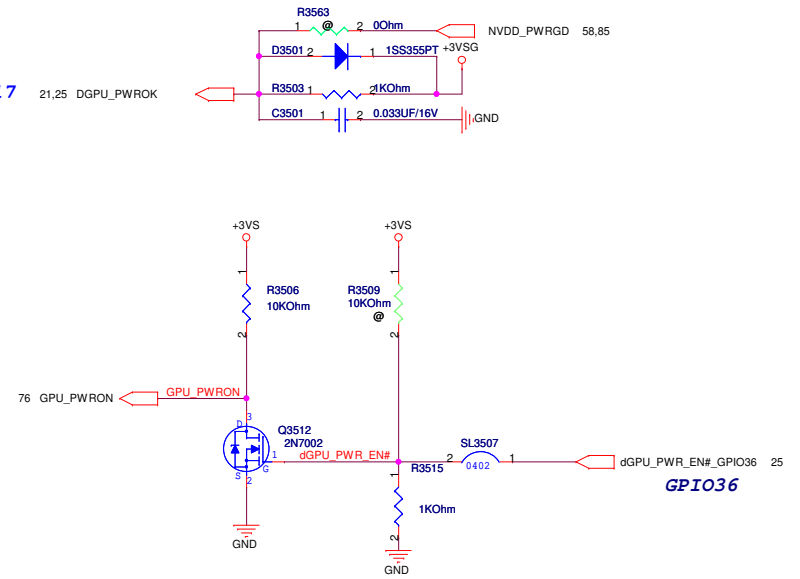 R3563
1 @ 2 0Ohm NVDD_PWRGD 58,85
D3501 2 1 1SS355PT +3VSG
17 21,25 DGPU_PWROK R3503 1 2 1KOhm
C3501 1 2 0.033UF/16V GND
+3VS +3VS
1 1
R3506 R3509
10KOhm 10KOhm
@
2 2
76 GPU_PWRON GPU_PWRON
D 3
Q3512
2N7002 SL3507
1 dGPU_PWR_EN# 2 0402 1 dGPU_PWR_EN#_GPIO36 25
G R3515
S 2 1 GPIO36
1KOhm
2
GND
GND